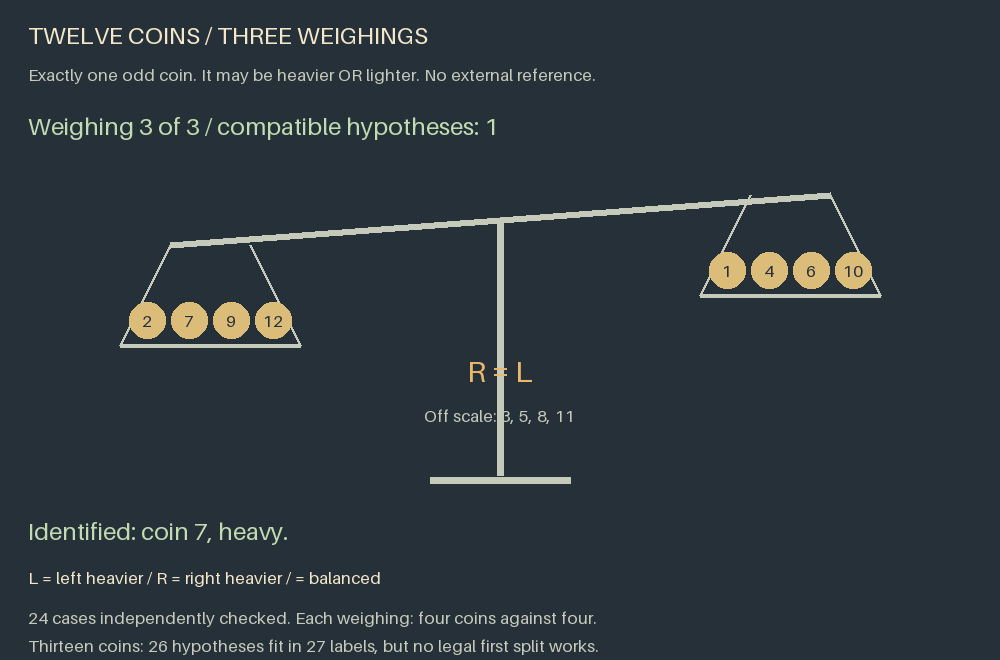 TWELVE COINS / THREE WEIGHINGS
Exactly one odd coin. It may be heavier OR lighter. No external reference.
Weighing 3 of 3 / compatible hypotheses: 1
1 4 6 10
2 7 9 12
R = L
Off scale: 3, 5, 8, 11
Identified: coin 7, heavy.
L = left heavier / R = right heavier / = balanced
24 cases independently checked. Each weighing: four coins against four.
Thirteen coins: 26 hypotheses fit in 27 labels, but no legal first split works.